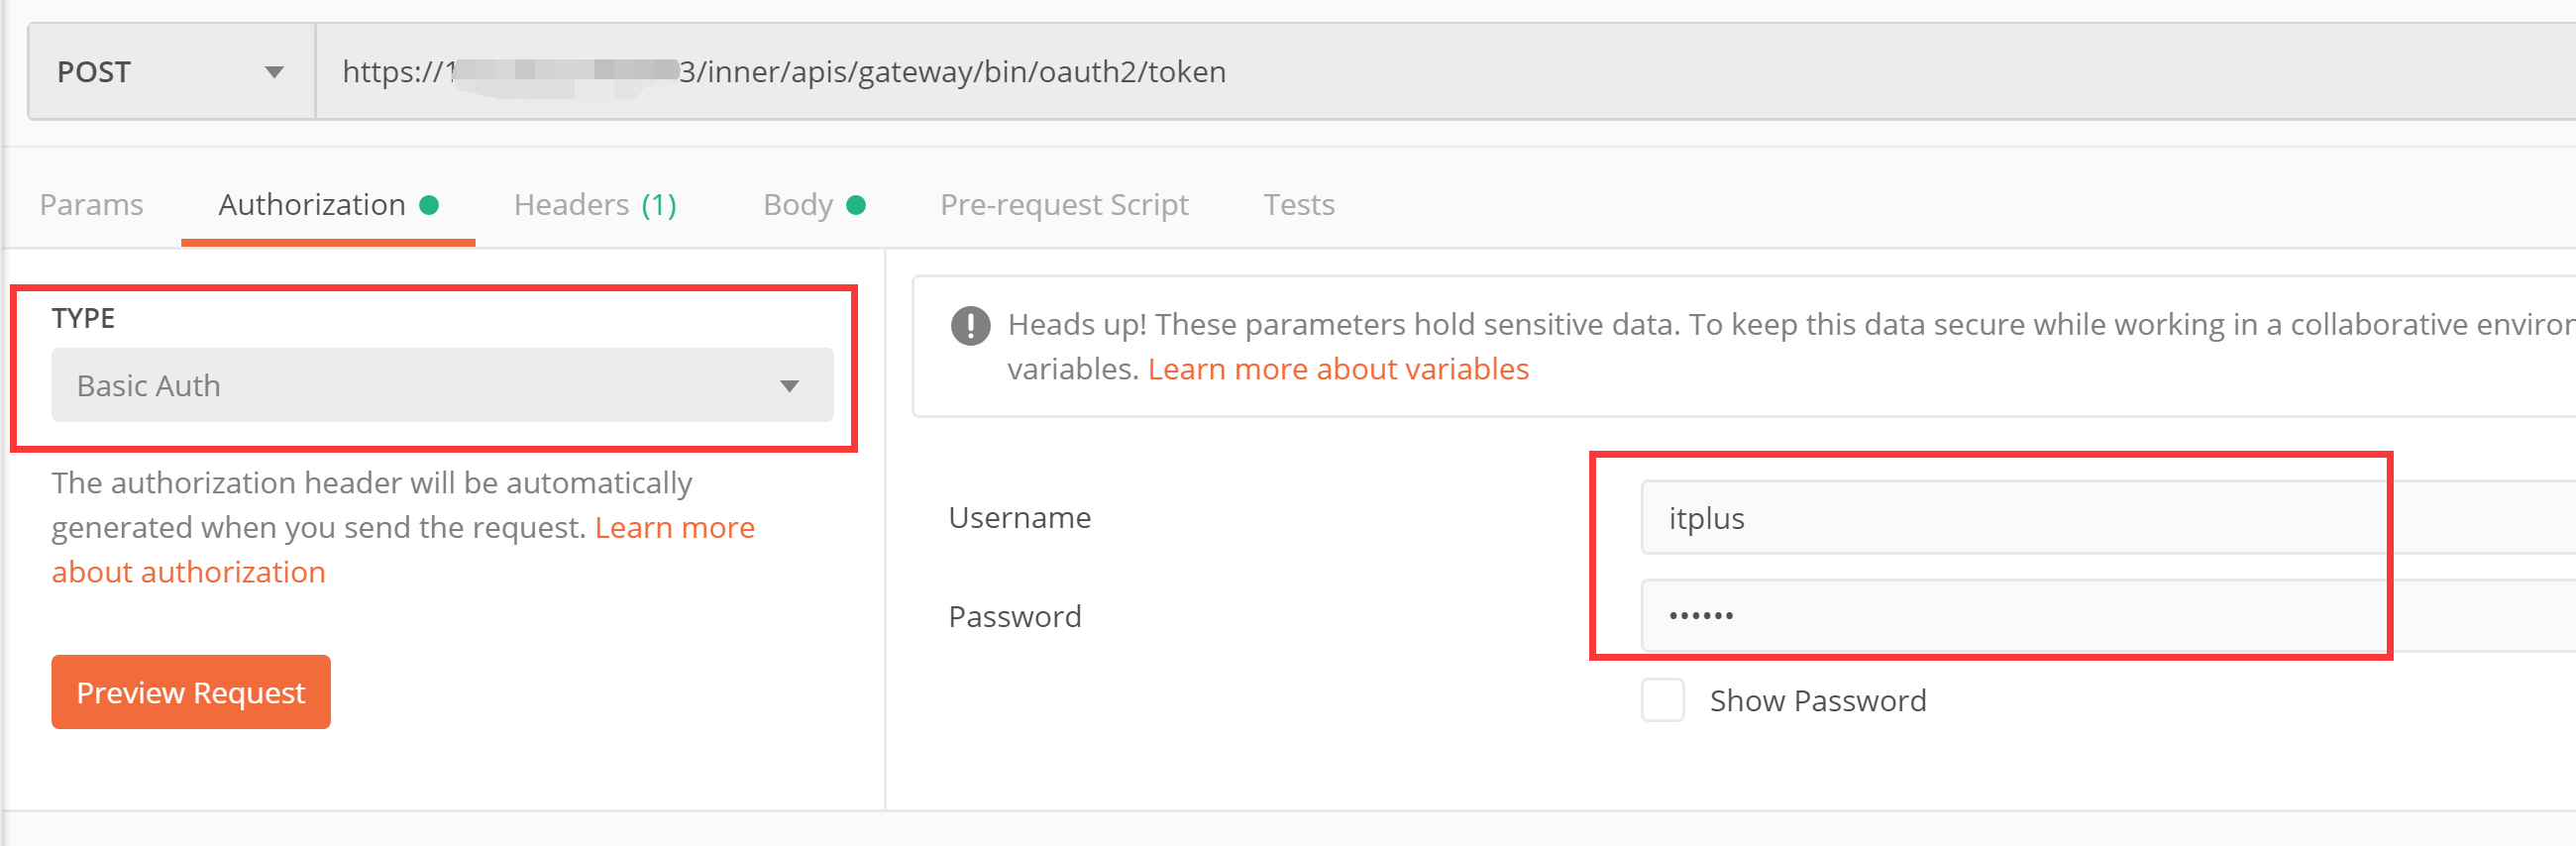 POST https://1 3/inner/apis/gateway/bin/oauth2/token
Params Authorization Headers (1) Body Pre-request Script Tests
TYPE
Basic Auth
The authorization header will be automatically
generated when you send the request. Learn more
about authorization
Preview Request
Heads up! These parameters hold sensitive data. To keep this data secure while working in a collaborative
variables. Learn more about variables
Username itplus
Password ••••••
Show Password